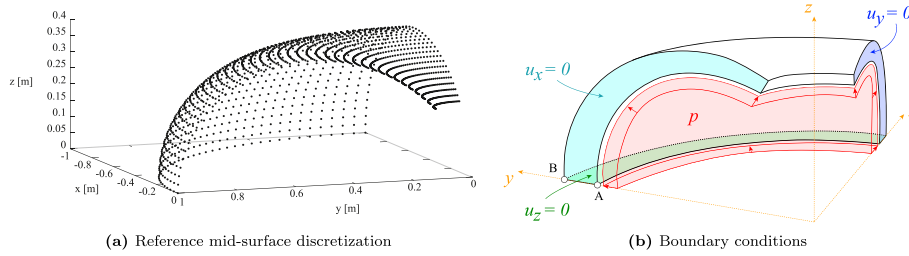 0.4
0.35
0.3
0.25
0.2
0.15
0.1
0.05
0
z [m]
-1
-0.8
-0.6
-0.4
-0.2
0
x [m]
1
0.8
0.6
0.4
0.2
0
y [m]
(a) Reference mid-surface discretization
z
u_y = 0
u_x = 0
p
B
y
A
u_z = 0
(b) Boundary conditions